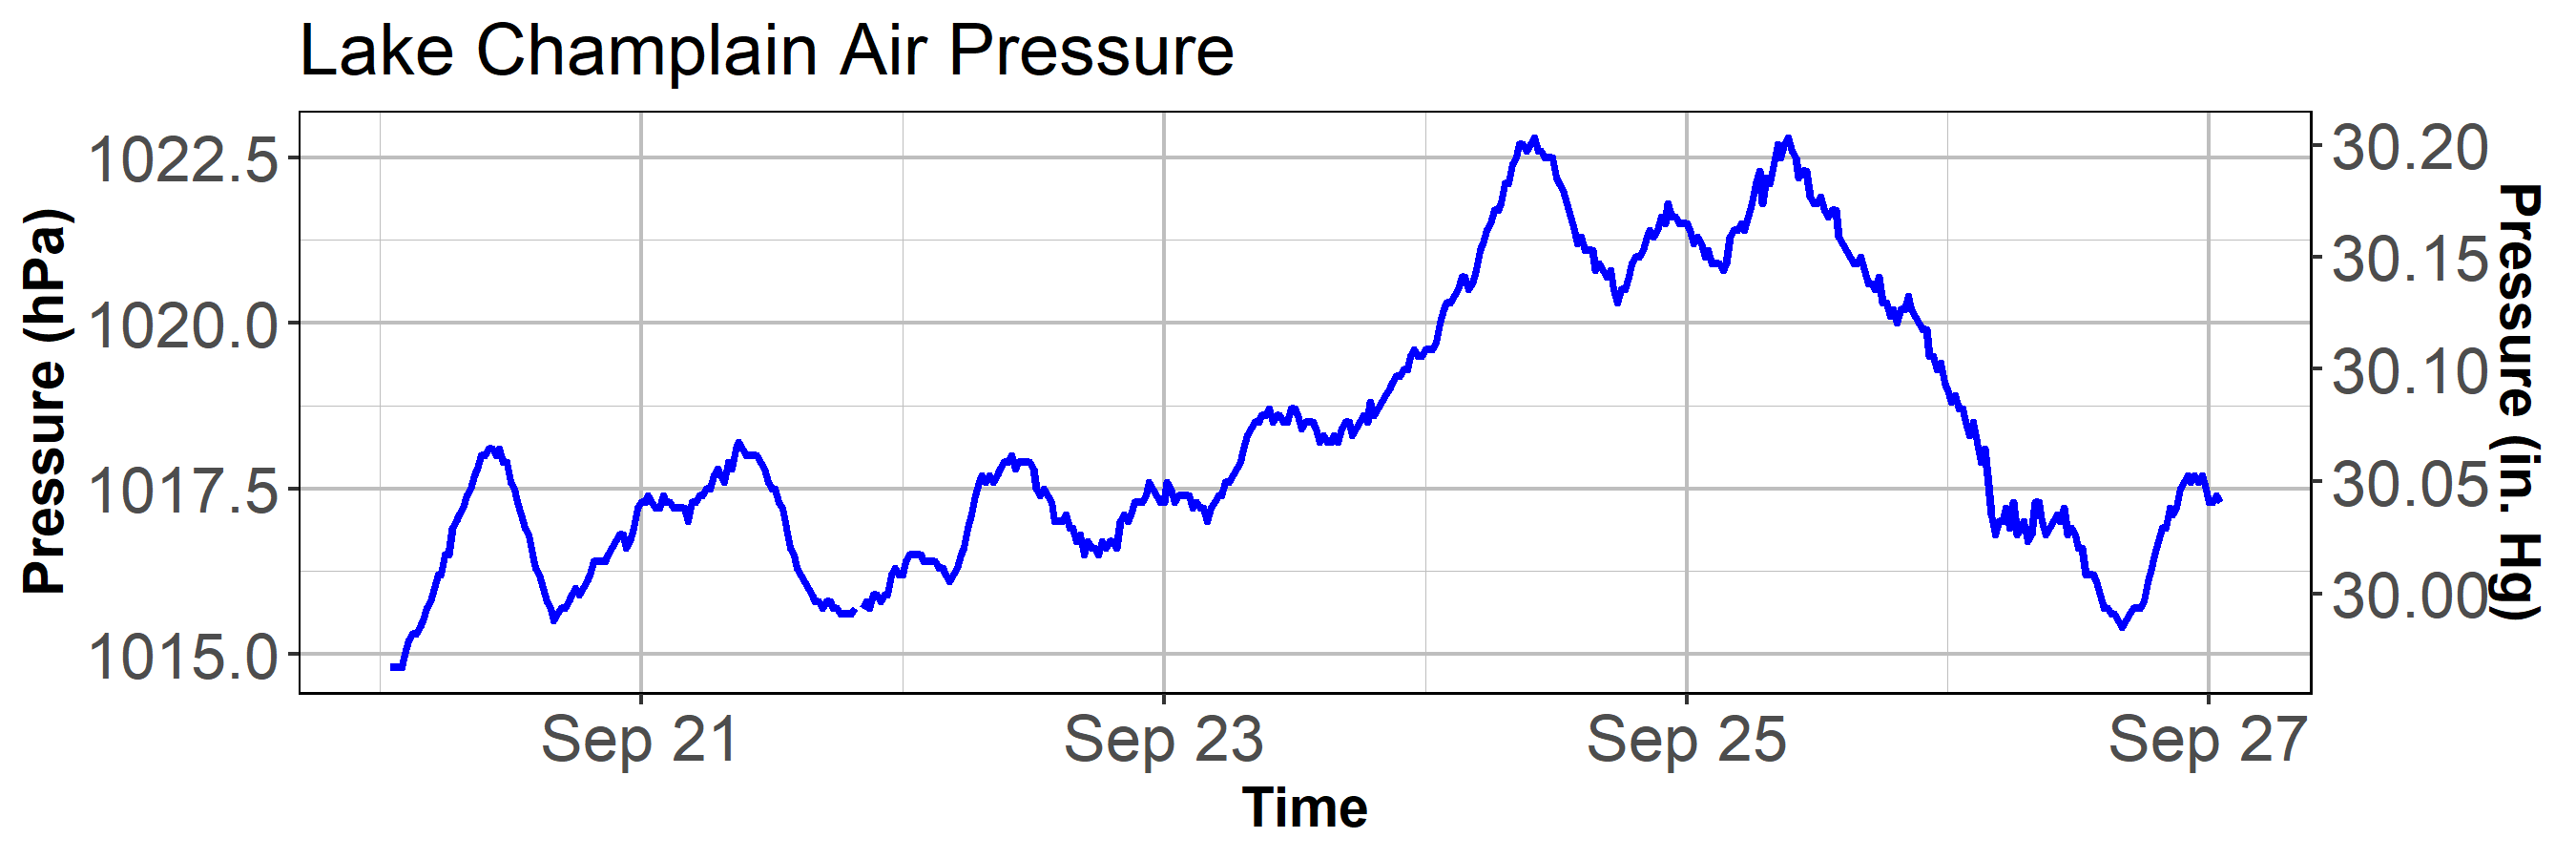 Lake Champlain Air Pressure
Pressure (hPa)
1022.5
1020.0
1017.5
1015.0
30.20
30.15
30.10
30.05
30.00
Pressure (in. Hg)
Sep 21 Sep 23 Sep 25 Sep 27
Time